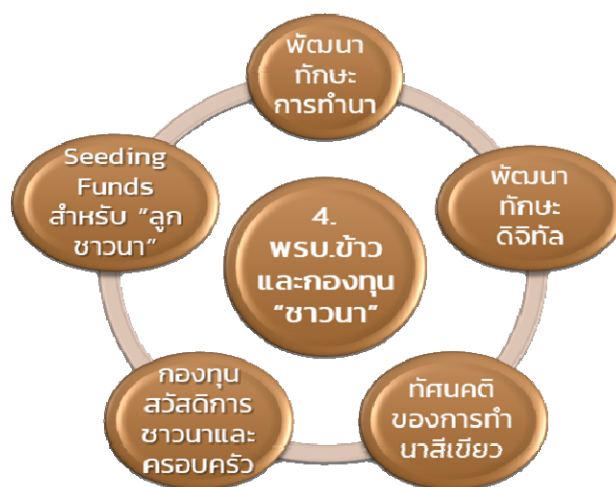 พัฒนา
ทักษะ
การทำนา
พัฒนา
ทักษะ
ดิจิทัล
ทัศนคติ
ของการทำ
นาสีเขียว
กองทุน
สวัสดิการ
ชาวนาและ
ครอบครัว
Seeding
Funds
สำหรับ “ลูก
ชาวนา”
4.
พรบ.ข้าว
และกองทุน
“ชาวนา”